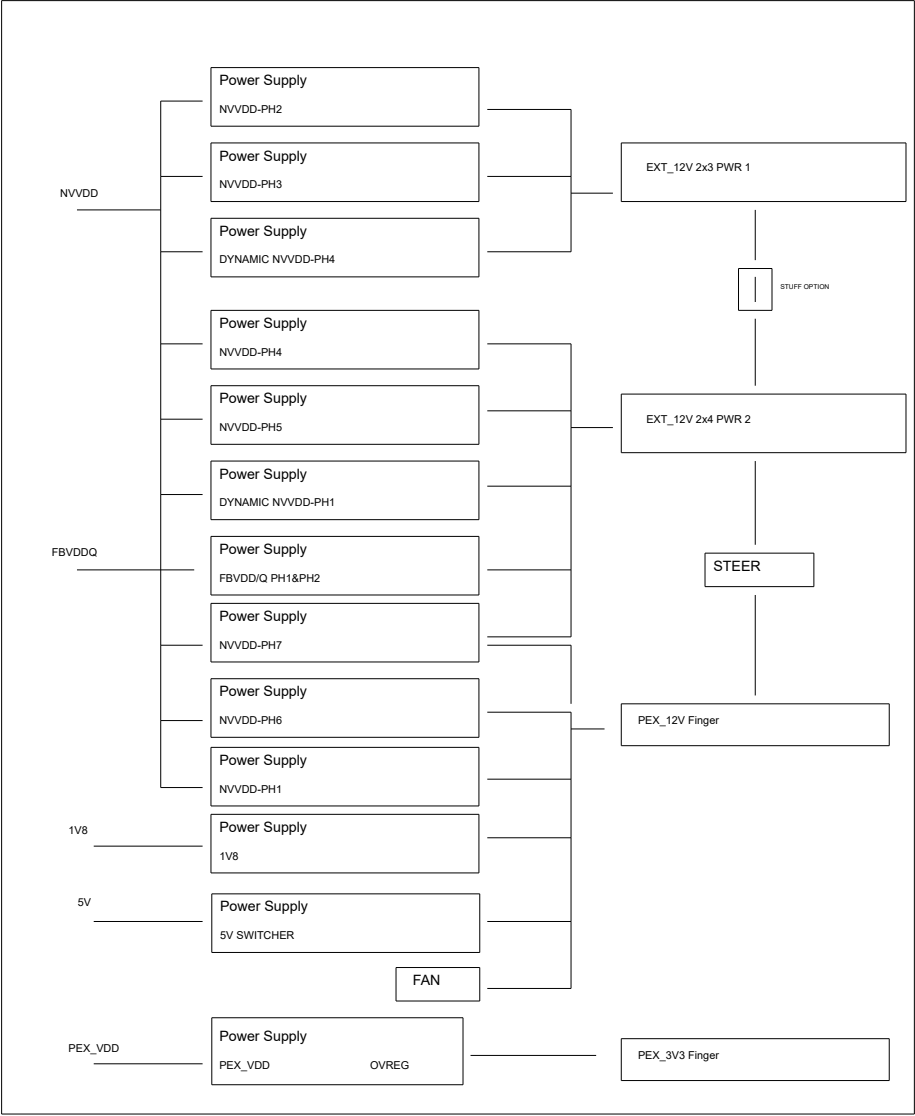 Power Supply
NVVDD-PH2
Power Supply
NVVDD-PH3
EXT_12V 2x3 PWR 1
NVVDD
Power Supply
DYNAMIC NVVDD-PH4
STUFF OPTION
Power Supply
NVVDD-PH4
Power Supply
NVVDD-PH5
EXT_12V 2x4 PWR 2
Power Supply
DYNAMIC NVVDD-PH1
FBVDDQ
Power Supply
FBVDD/Q PH1&PH2
STEER
Power Supply
NVVDD-PH7
Power Supply
NVVDD-PH6
PEX_12V Finger
Power Supply
NVVDD-PH1
1V8
Power Supply
1V8
5V
Power Supply
5V SWITCHER
FAN
PEX_VDD
Power Supply
PEX_VDD OVREG
PEX_3V3 Finger